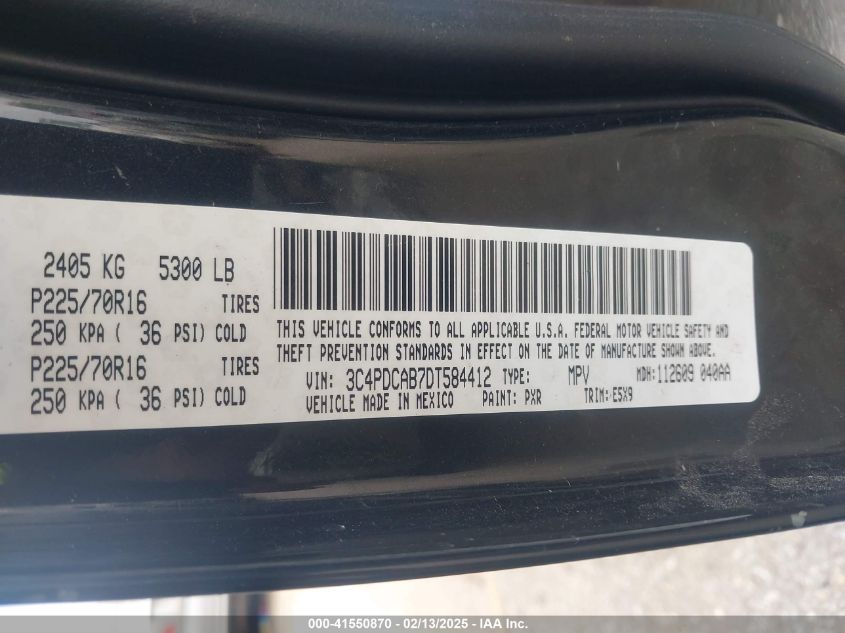 2405 KG 5300 LB
P225/70R16 TIRES
250 KPA ( 36 PSI) COLD
P225/70R16 TIRES
250 KPA ( 36 PSI) COLD
THIS VEHICLE CONFORMS TO ALL APPLICABLE U.S.A. FEDERAL MOTOR VEHICLE SAFETY AND
THEFT PREVENTION STANDARDS IN EFFECT ON THE DATE OF MANUFACTURE SHOWN ABOVE.
VIN: 3C4PDCAB7DT584412 TYPE: MPV MDH:112609 040AA
VEHICLE MADE IN MEXICO PAINT: PXR TRIM:E5X9
000-41550870 - 02/13/2025 - IAA Inc.